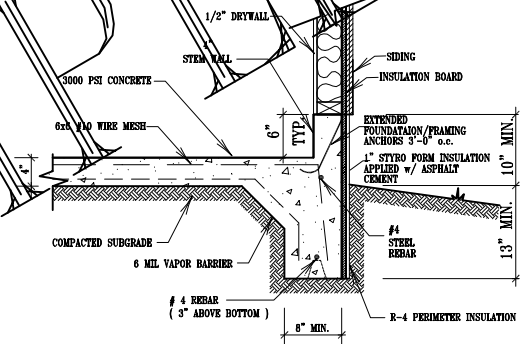 1/2" DRYWALL
4"
STEM WALL
3000 PSI CONCRETE
SIDING
INSULATION BOARD
6x6 #10 WIRE MESH
6"
TYP
EXTENDED
FOUNDATAION/FRAMING
ANCHORS 3'-0" o.c.
1" STYRO FORM INSULATION
APPLIED w/ ASPHALT
CEMENT
4"
10" MIN.
13" MIN.
COMPACTED SUBGRADE
#4
STEEL
REBAR
6 MIL VAPOR BARRIER
# 4 REBAR
( 3" ABOVE BOTTOM )
R-4 PERIMETER INSULATION
8" MIN.